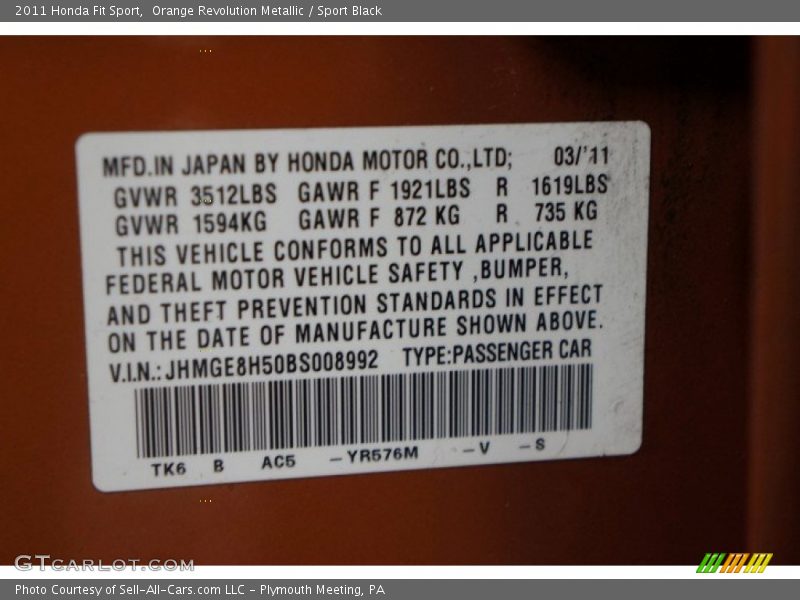 2011 Honda Fit Sport,  Orange Revolution Metallic / Sport Black
MFD.IN JAPAN BY HONDA MOTOR CO.,LTD; 03/'11
GVWR 3512LBS GAWR F 1921LBS R 1619LBS
GVWR 1594KG GAWR F 872 KG R 735 KG
THIS VEHICLE CONFORMS TO ALL APPLICABLE
FEDERAL MOTOR VEHICLE SAFETY ,BUMPER,
AND THEFT PREVENTION STANDARDS IN EFFECT
ON THE DATE OF MANUFACTURE SHOWN ABOVE.
V.I.N.: JHMGE8H50BS008992 TYPE:PASSENGER CAR
TK6 B AC5 –YR576M –V –S
GTCARLOT.COM
Photo Courtesy of Sell-All-Cars.com LLC – Plymouth Meeting, PA